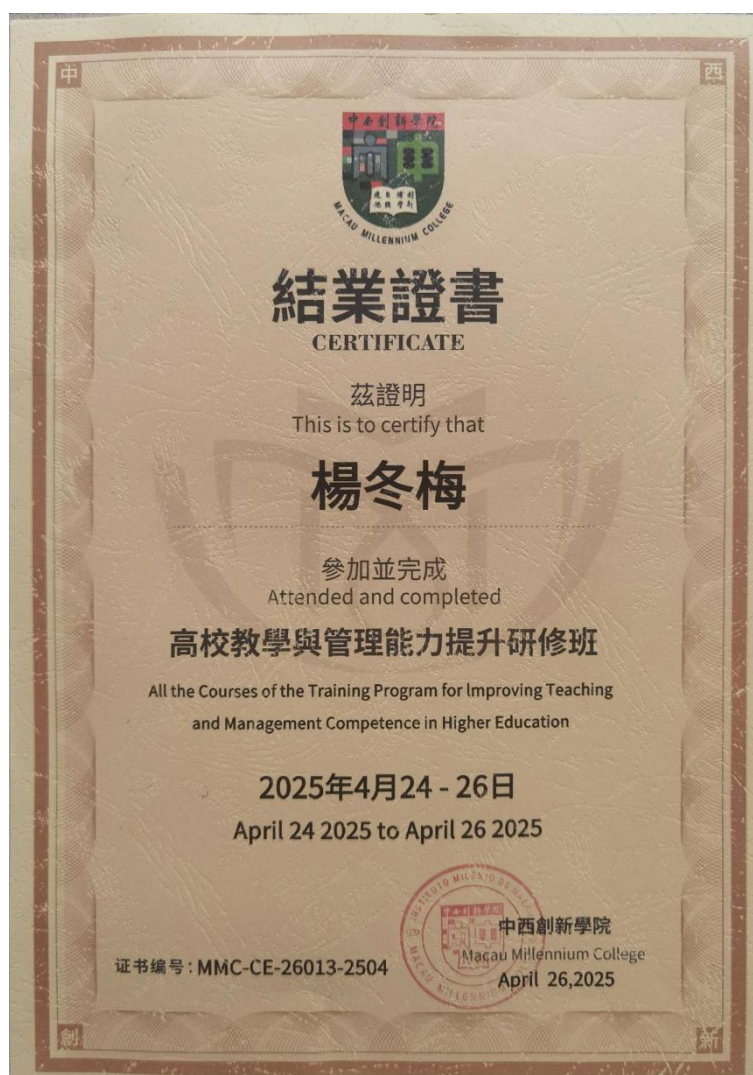 中
西
中西創新學院
MACAU MILLENNIUM COLLEGE
結業證書
CERTIFICATE
茲證明
This is to certify that
楊冬梅
參加並完成
Attended and completed
高校教學與管理能力提升研修班
All the Courses of the Training Program for Improving Teaching
and Management Competence in Higher Education
2025年4月24 - 26日
April 24 2025 to April 26 2025
中西創新學院
Macau Millennium College
证书编号：MMC-CE-26013-2504
April 26,2025
創
新